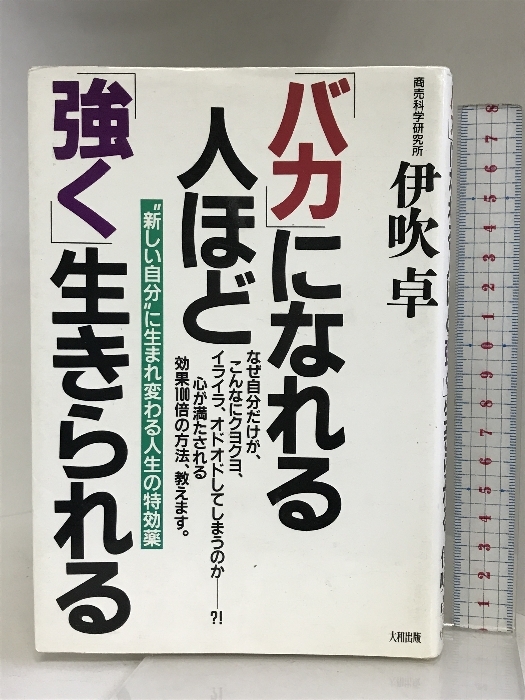 商売科学研究所
伊吹 卓
「バカ」になれる
人ほど
「強く」生きられる
"新しい自分"に生まれ変わる人生の特効薬
なぜ自分だけが、
こんなにクヨクヨ、
イライラ、オドオドしてしまうのか――?!
心が満たされる
効果100倍の方法、教えます。
大和出版